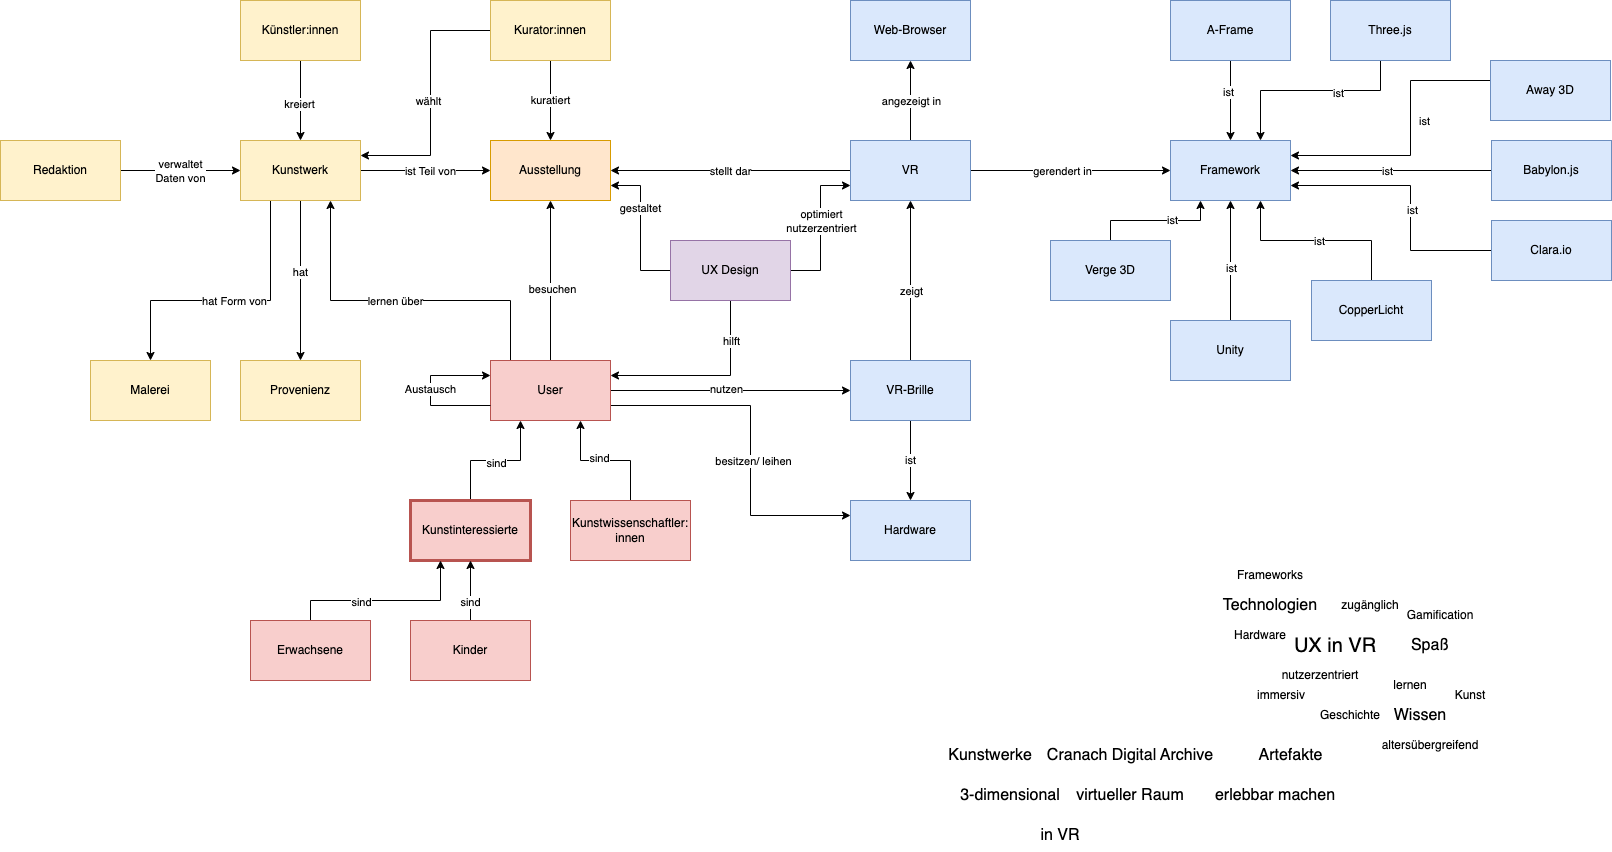 Künstler:innen
Kurator:innen
Web-Browser
A-Frame
Three.js
Away 3D
kreiert
wählt
kuratiert
angezeigt in
ist
ist
ist
Redaktion
verwaltet
Daten von
Kunstwerk
ist Teil von
Ausstellung
stellt dar
VR
gerendert in
Framework
ist
Babylon.js
gestaltet
optimiert
nutzerzentriert
ist
ist
Verge 3D
UX Design
ist
ist
Clara.io
hat
besuchen
zeigt
CopperLicht
hat Form von
lernen über
hilft
Unity
Malerei
Provenienz
Austausch
User
nutzen
VR-Brille
sind
sind
besitzen/ leihen
ist
Kunstinteressierte
Kunstwissenschaftler:
innen
Hardware
sind
sind
Erwachsene
Kinder
Frameworks
Technologien
zugänglich
Gamification
Hardware
UX in VR
Spaß
nutzerzentriert
immersiv
lernen
Kunst
Geschichte
Wissen
altersübergreifend
Kunstwerke
Cranach Digital Archive
Artefakte
3-dimensional
virtueller Raum
erlebbar machen
in VR